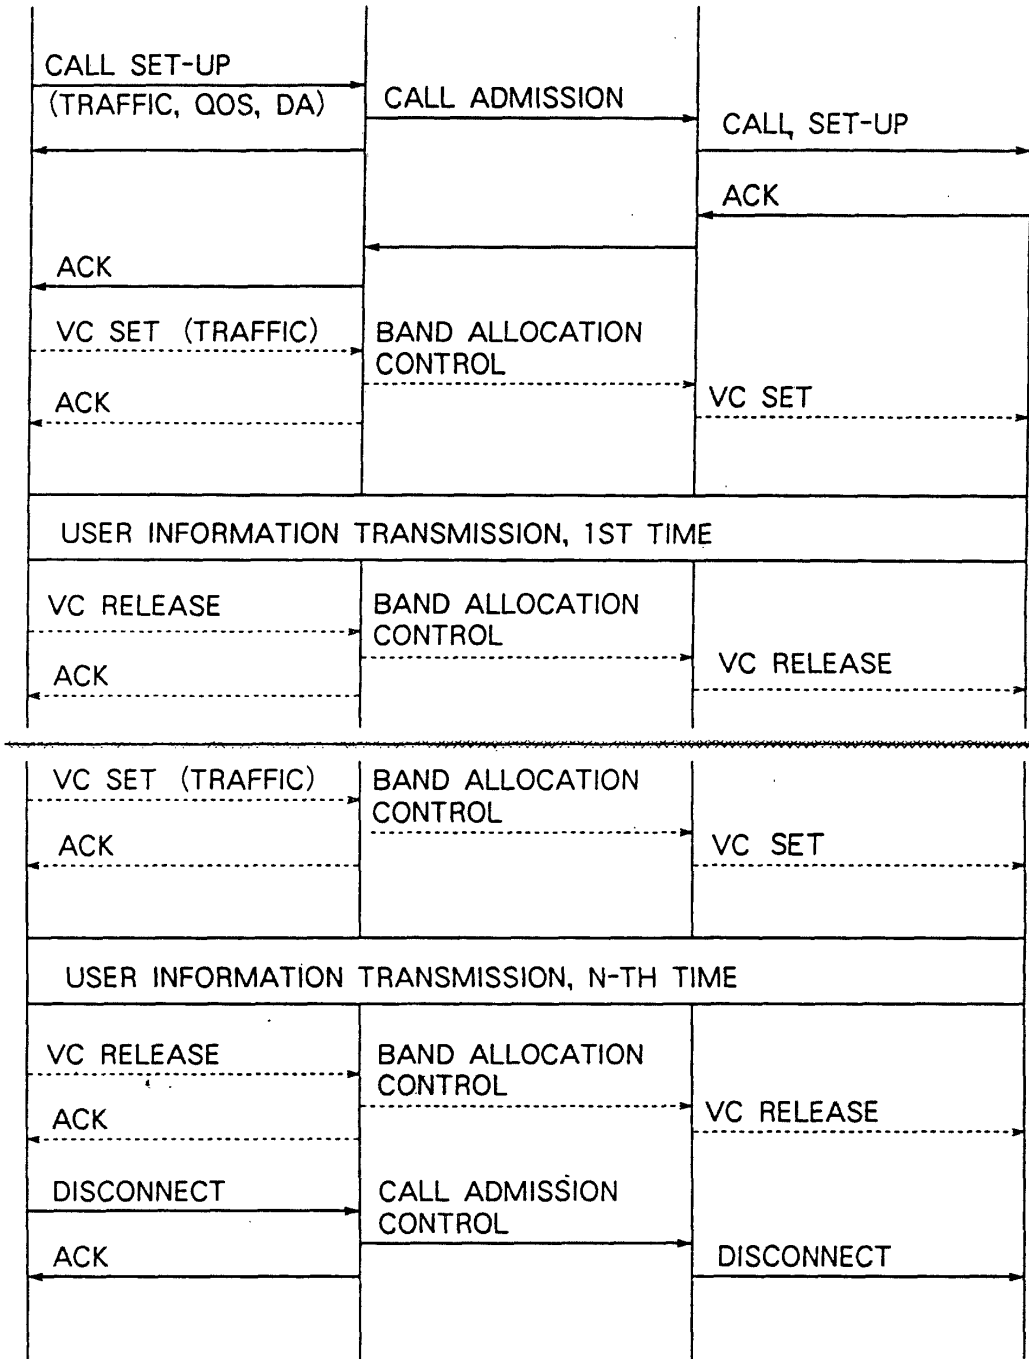 CALL SET-UP
(TRAFFIC, QOS, DA)
CALL ADMISSION
CALL SET-UP
ACK
ACK
VC SET (TRAFFIC)
BAND ALLOCATION
CONTROL
ACK
VC SET
USER INFORMATION TRANSMISSION, 1ST TIME
VC RELEASE
BAND ALLOCATION
CONTROL
ACK
VC RELEASE
VC SET (TRAFFIC)
BAND ALLOCATION
CONTROL
ACK
VC SET
USER INFORMATION TRANSMISSION, N-TH TIME
VC RELEASE
BAND ALLOCATION
CONTROL
ACK
VC RELEASE
DISCONNECT
CALL ADMISSION
CONTROL
ACK
DISCONNECT